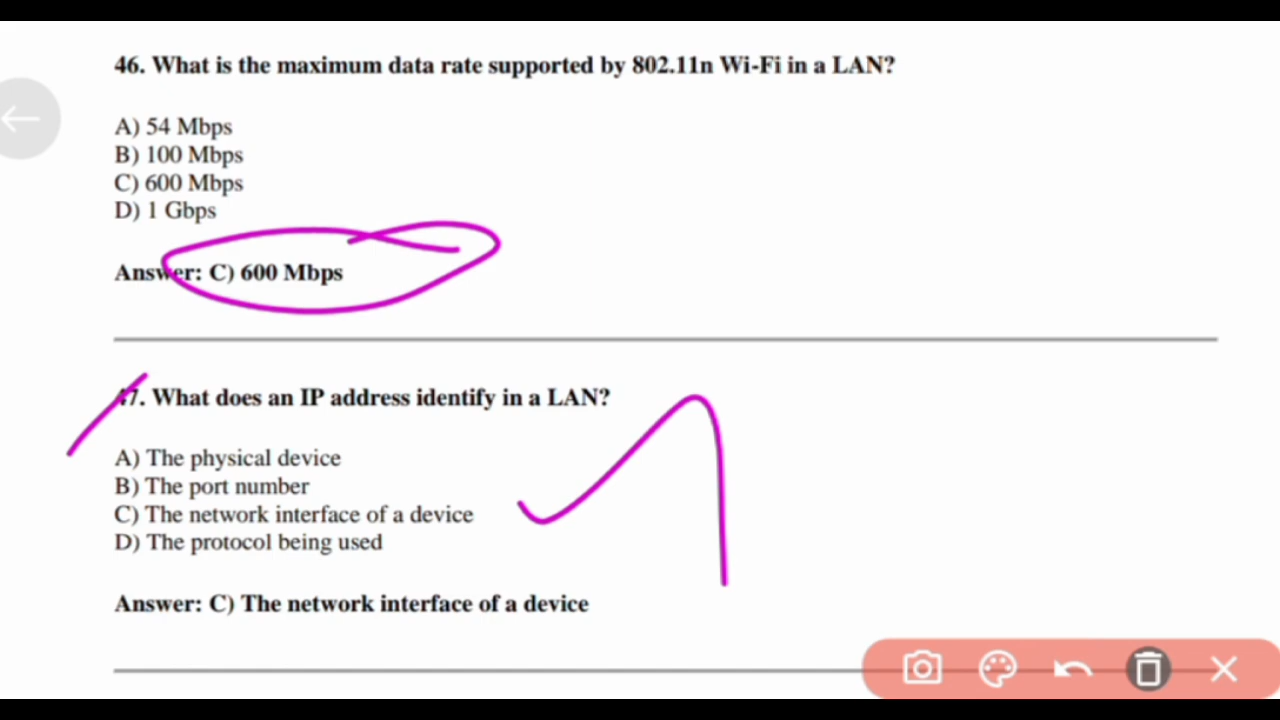 46. What is the maximum data rate supported by 802.11n Wi-Fi in a LAN?
A) 54 Mbps
B) 100 Mbps
C) 600 Mbps
D) 1 Gbps
Answer: C) 600 Mbps
47. What does an IP address identify in a LAN?
A) The physical device
B) The port number
C) The network interface of a device
D) The protocol being used
Answer: C) The network interface of a device